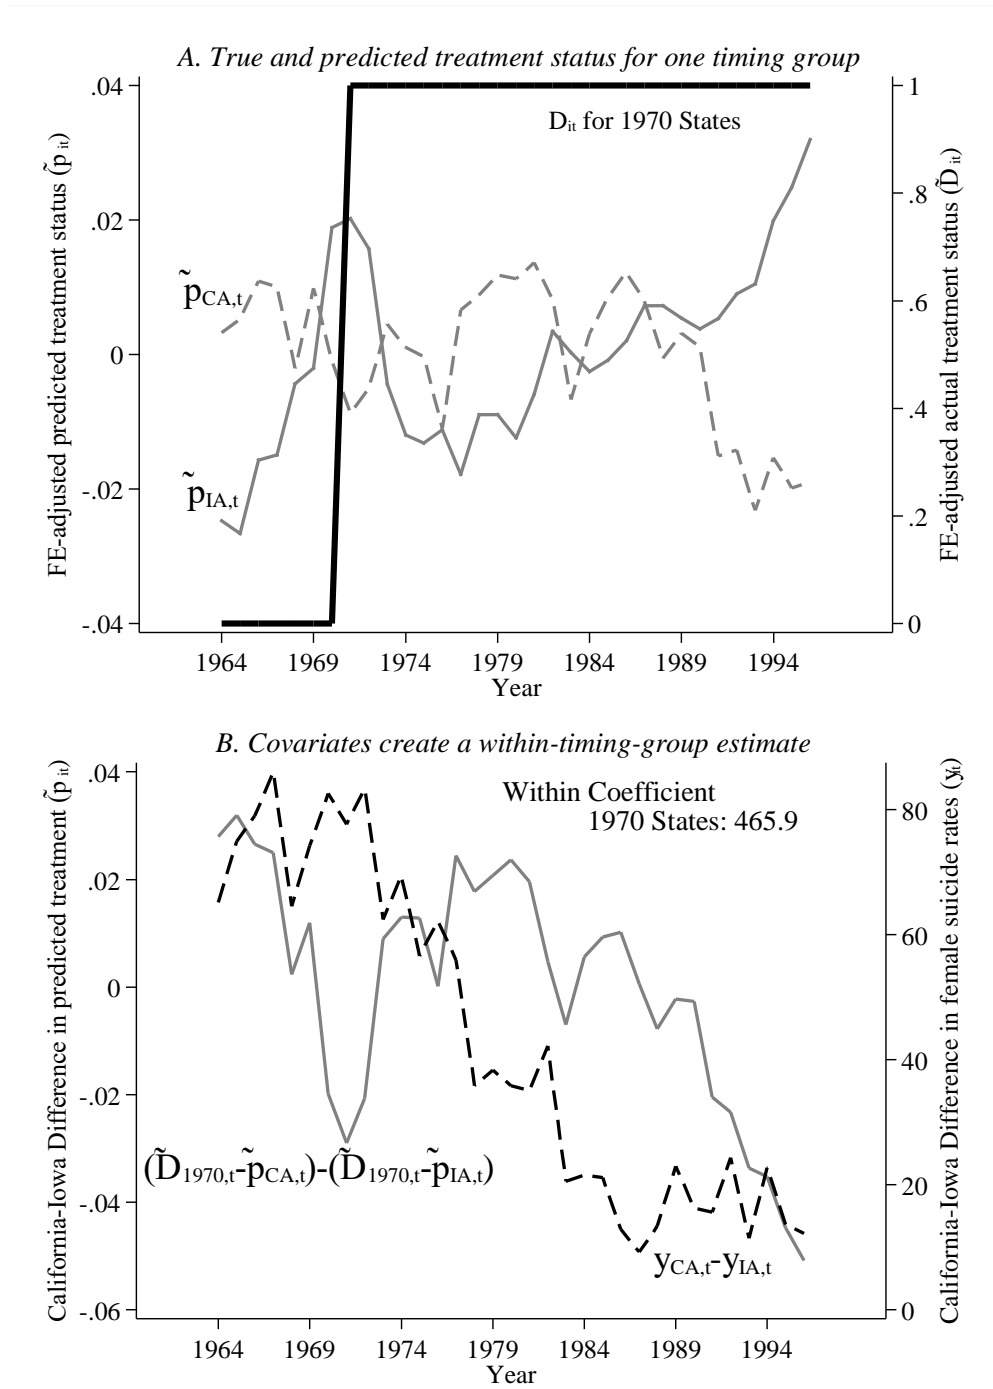 A. True and predicted treatment status for one timing group
FE-adjusted predicted treatment status (p̃ it)
.04
.02
0
-.02
-.04
D it for 1970 States
p̃CA,t
p̃IA,t
1
.8
.6
.4
.2
0
FE-adjusted actual treatment status (D̃ it)
1964 1969 1974 1979 1984 1989 1994
Year
B. Covariates create a within-timing-group estimate
California-Iowa Difference in predicted treatment (p̃ it)
.04
.02
0
-.02
-.04
-.06
Within Coefficient
1970 States: 465.9
(D̃1970,t-p̃CA,t)-(D̃1970,t-p̃IA,t)
yCA,t-yIA,t
80
60
40
20
0
California-Iowa Difference in female suicide rates (yit)
1964 1969 1974 1979 1984 1989 1994
Year